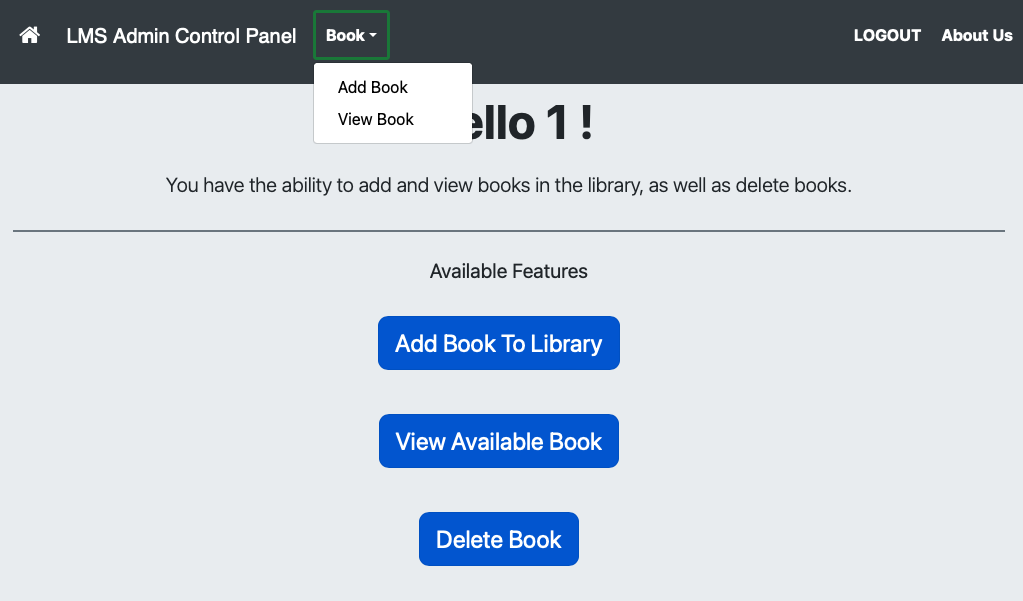 LMS Admin Control Panel Book LOGOUT About Us
Add Book
View Book
ello 1 !
You have the ability to add and view books in the library, as well as delete books.
Available Features
Add Book To Library
View Available Book
Delete Book